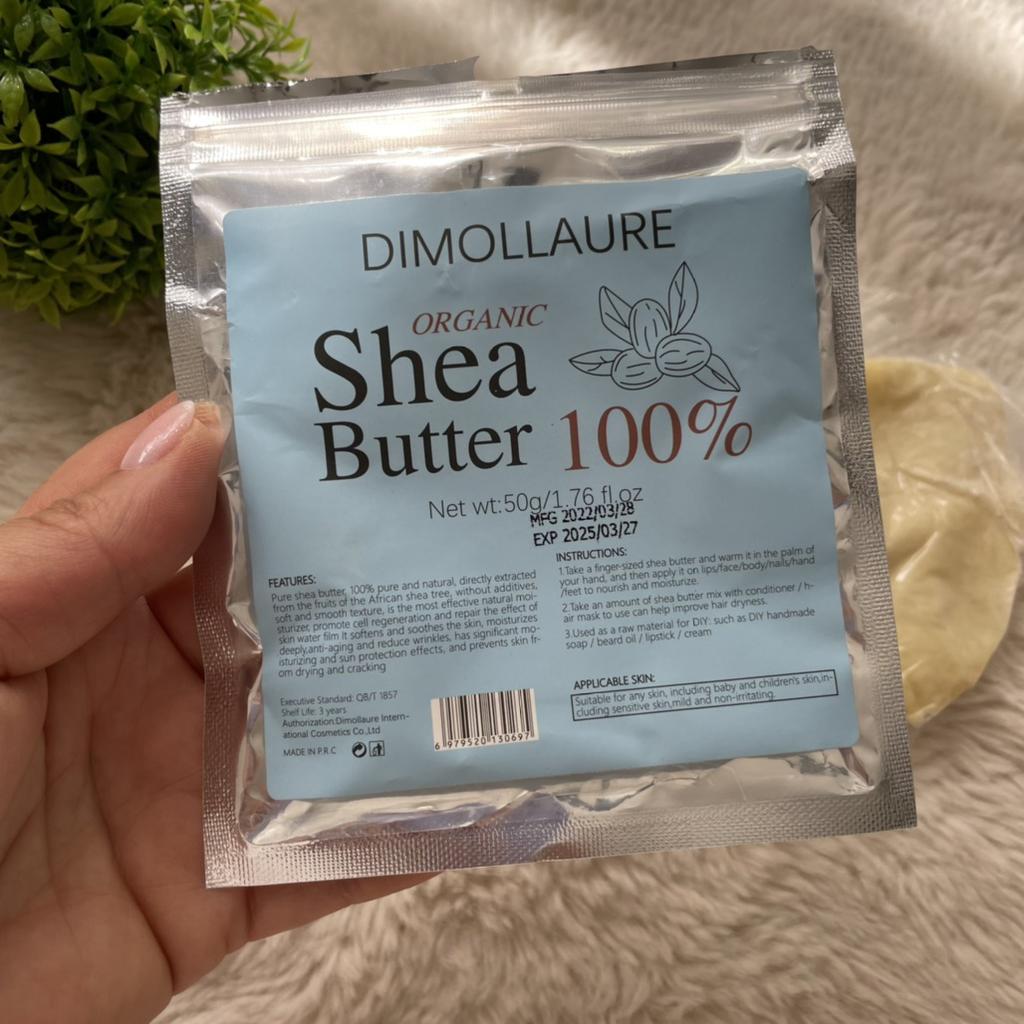 DIMOLLAURE
ORGANIC
Shea
Butter 100%
Net wt:50g/1.76 fl oz
MFG 2022/03/28
EXP 2025/03/27
FEATURES:
Pure shea butter, 100% pure and natural, directly extracted
from the fruits of the African shea tree, without additives,
soft and smooth texture, is the most effective natural moi-
sturizer, promote cell regeneration and repair the effect of
skin water film It softens and soothes the skin, moisturizes
deeply,anti-aging and reduce wrinkles, has significant mo-
isturizing and sun protection effects, and prevents skin fr-
om drying and cracking
INSTRUCTIONS:
1.Take a finger-sized shea butter and warm it in the palm of
your hand, and then apply it on lips/face/body/nails/hand
/feet to nourish and moisturize.
2.Take an amount of shea butter mix with conditioner / h-
air mask to use can help improve hair dryness.
3.Used as a raw material for DIY: such as DIY handmade
soap / beard oil / lipstick / cream
APPLICABLE SKIN:
Suitable for any skin, including baby and children's skin,in-
cluding sensitive skin,mild and non-irritating.
Executive Standard: QB/T 1857
Shelf Life: 3 years
Authorization:Dimollaure Intern-
ational Cosmetics Co.,Ltd
MADE IN P.R.C
6 979520 130697